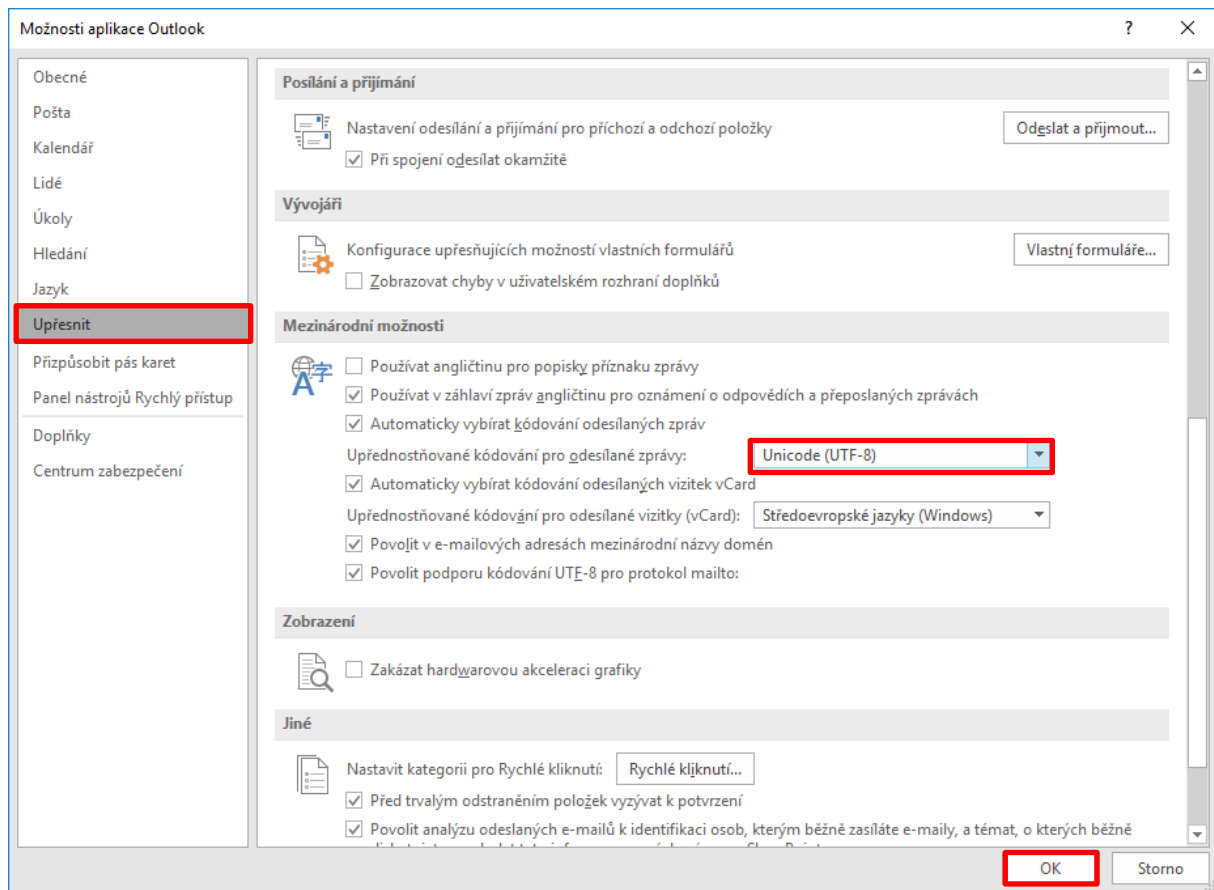 Možnosti aplikace Outlook
?
Obecné
Pošta
Kalendář
Lidé
Úkoly
Hledání
Jazyk
Upřesnit
Přizpůsobit pás karet
Panel nástrojů Rychlý přístup
Doplňky
Centrum zabezpečení
Posílání a přijímání
Nastavení odesílání a přijímání pro příchozí a odchozí položky
Odeslat a přijmout...
Při spojení odesílat okamžitě
Vývojáři
Konfigurace upřesňujících možností vlastních formulářů
Vlastní formuláře...
Zobrazovat chyby v uživatelském rozhraní doplňků
Mezinárodní možnosti
Používat angličtinu pro popisky příznaku zprávy
Používat v záhlaví zpráv angličtinu pro oznámení o odpovědích a přeposlaných zprávách
Automaticky vybírat kódování odesílaných zpráv
Upřednostňované kódování pro odesílané zprávy: Unicode (UTF-8)
Automaticky vybírat kódování odesílaných vizitek vCard
Upřednostňované kódování pro odesílané vizitky (vCard): Středoevropské jazyky (Windows)
Povolit v e-mailových adresách mezinárodní názvy domén
Povolit podporu kódování UTF-8 pro protokol mailto:
Zobrazení
Zakázat hardwarovou akceleraci grafiky
Jiné
Nastavit kategorii pro Rychlé kliknutí: Rychlé kliknutí...
Před trvalým odstraněním položek vyzývat k potvrzení
Povolit analýzu odeslaných e-mailů k identifikaci osob, kterým běžně zasíláte e-maily, a témat, o kterých běžně
OK
Storno